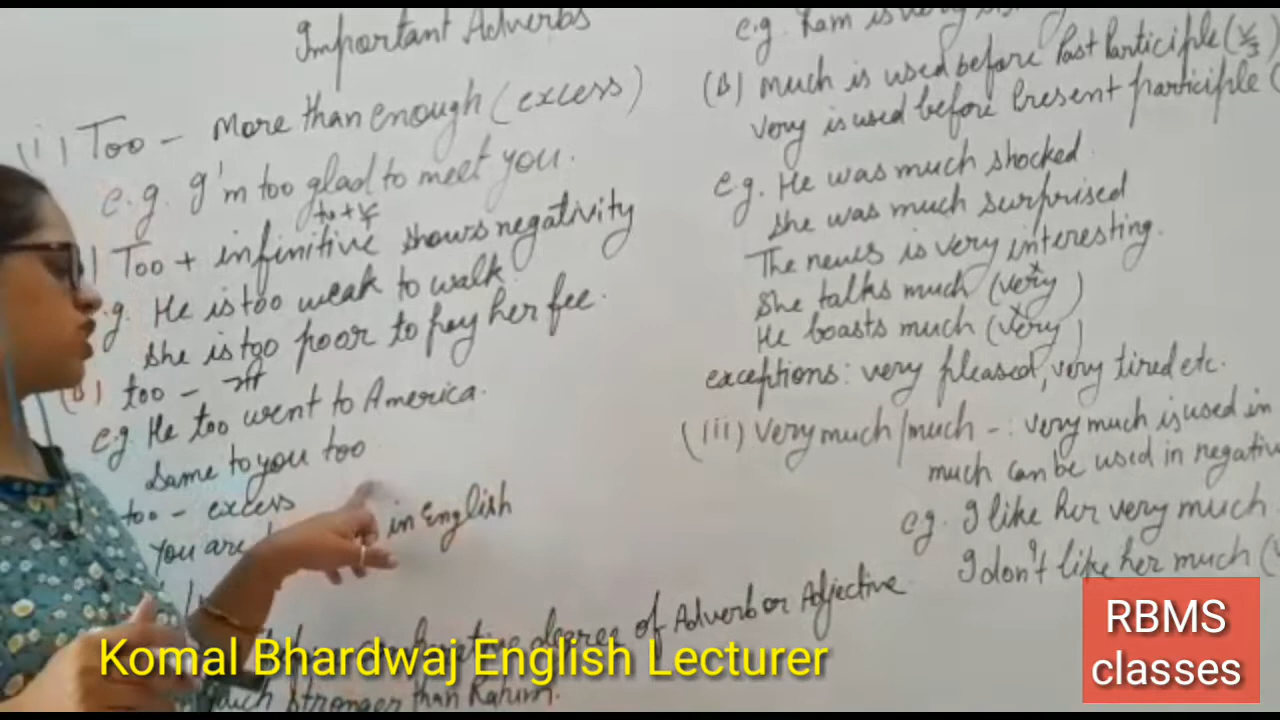 Important Adverbs
(i) Too - More than enough (excess)
e.g. I'm too glad to meet you.
to + V
Too + infinitive shows negativity
g. He is too weak to walk
She is too poor to pay her fee.
(B) too - भी
e.g He too went to America.
Same to you too
too - excess
You are
in English
degree of Adverb or Adjective
stronger than Karim.
e.g. Ram is very
(B) much is used before Past Participle (V3)
very is used before Present participle (
e.g. He was much shocked.
She was much surprised
The news is very interesting.
She talks much (very)
He boasts much (very)
exceptions: very pleased, very tired etc.
(iii) Very much/much -: very much is used in
much can be used in negative
eg. I like her very much.
I don't like her much (
Komal Bhardwaj English Lecturer
RBMS
classes